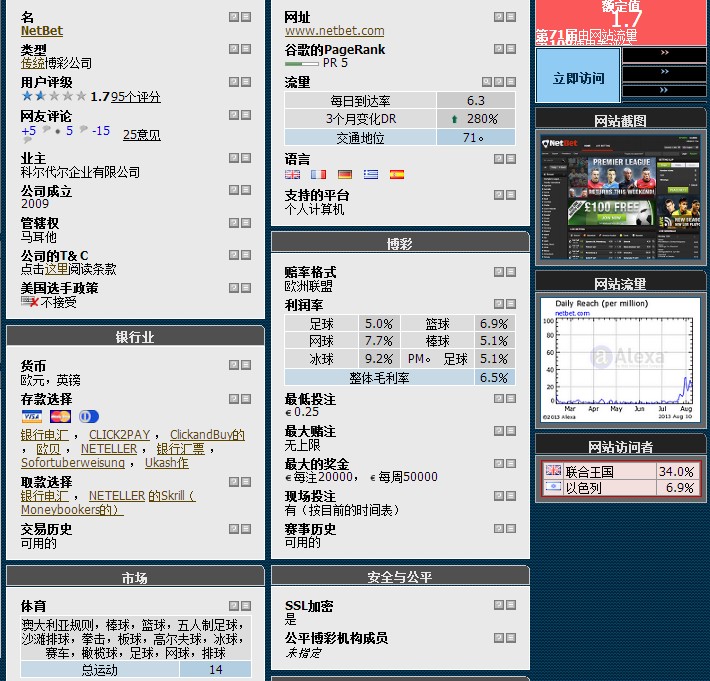 名
NetBet
类型
传统博彩公司
用户评级
1.795个评分
网友评论
+5 5 -15 25意见
业主
科尔代尔企业有限公司
公司成立
2009
管辖权
马耳他
公司的T＆C
点击这里阅读条款
美国选手政策
不接受
银行业
货币
欧元，英镑
存款选择
VISA
银行电汇， CLICK2PAY， ClickandBuy的
，欧贝， NETELLER，银行汇票，
Sofortuberweisung， Ukash作
取款选择
银行电汇， NETELLER 的Skrill（
Moneybookers的）
交易历史
可用的
市场
体育
澳大利亚规则，棒球，篮球，五人制足球，
沙滩排球，拳击，板球，高尔夫球，冰球，
赛车，橄榄球，足球，网球，排球
总运动 14
网址
www.netbet.com
谷歌的PageRank
PR 5
流量
每日到达率 6.3
3个月变化DR 280%
交通地位 71。
语言
支持的平台
个人计算机
博彩
赔率格式
欧洲联盟
利润率
足球 5.0% 篮球 6.9%
网球 7.7% 棒球 5.1%
冰球 9.2% PM。 足球 5.1%
整体毛利率 6.5%
最低投注
€ 0.25
最大赌注
无上限
最大的奖金
€ 每注20000， € 每周50000
现场投注
有（按目前的时间表）
赛事历史
可用的
安全与公平
SSL加密
是
公平博彩机构成员
未指定
额定值
1.7
第71届由网站流量
立即访问
››
››
››
网站截图
NetBet
PREMIER LEAGUE
RETURNS THIS WEEKEND!
£100 FREE
网站流量
Daily Reach (per million)
netbet.com
100
80
60
40
20
0
Alexa
Mar Apr May Jun Jul Aug
©2013 Alexa 2013 Aug 10
网站访问者
联合王国 34.0%
以色列 6.9%